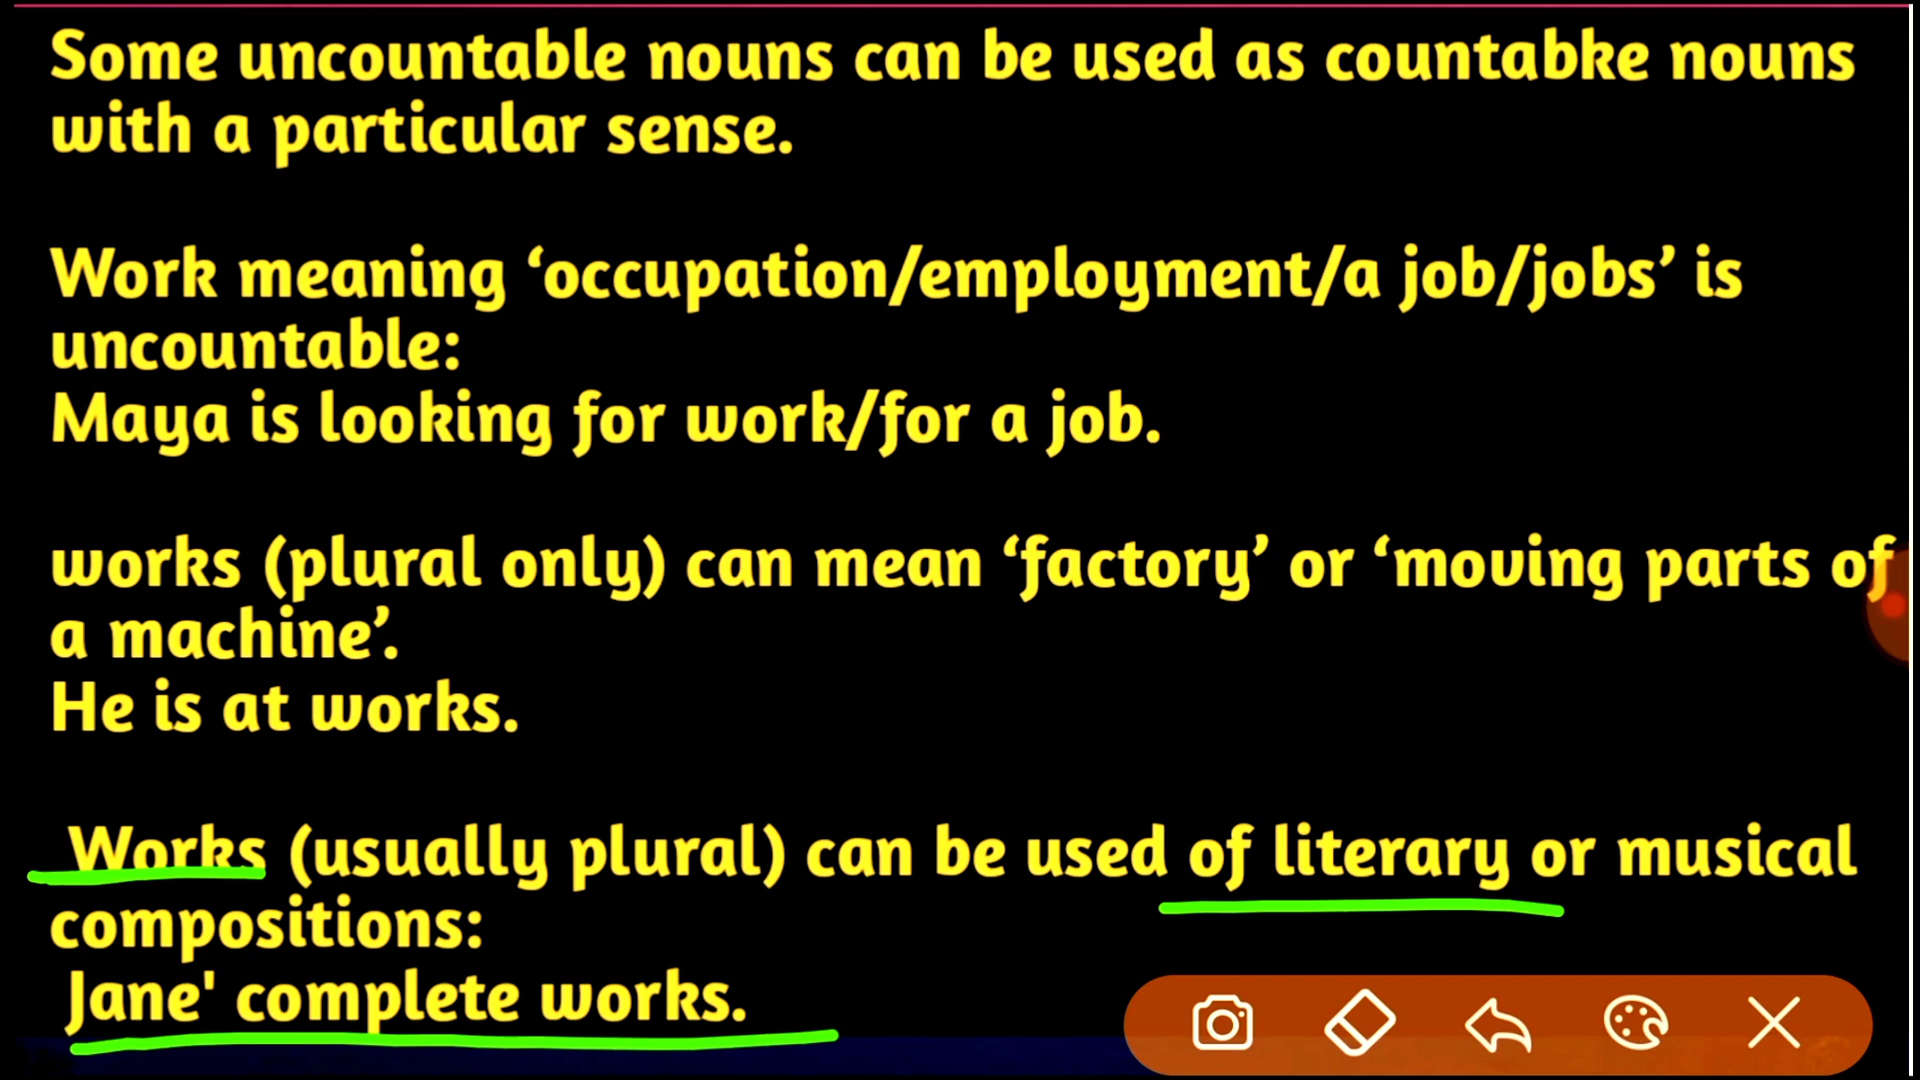 Some uncountable nouns can be used as countabke nouns
with a particular sense.
Work meaning ‘occupation/employment/a job/jobs’ is
uncountable:
Maya is looking for work/for a job.
works (plural only) can mean ‘factory’ or ‘moving parts of
a machine’.
He is at works.
Works (usually plural) can be used of literary or musical
compositions:
Jane' complete works.